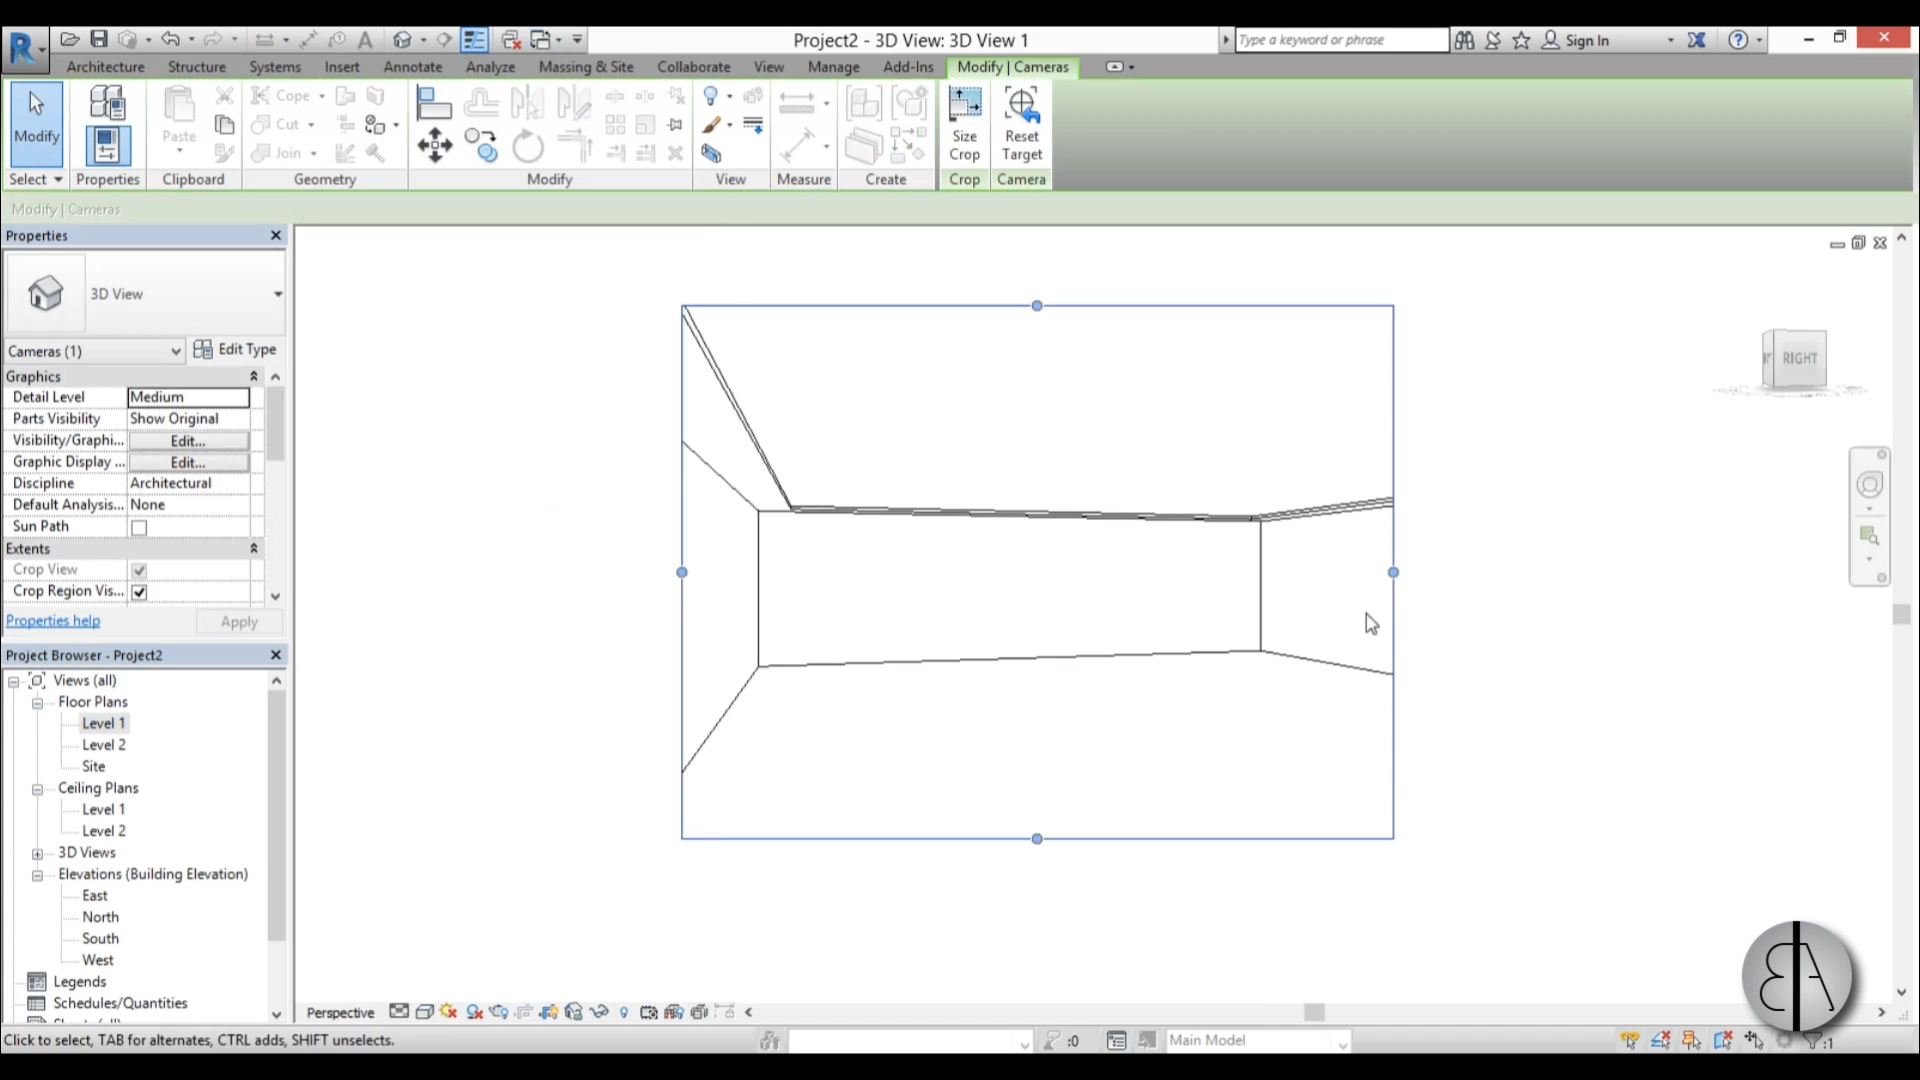 Project2 - 3D View: 3D View 1
Type a keyword or phrase
Sign In
Architecture Structure Systems Insert Annotate Analyze Massing & Site Collaborate View Manage Add-Ins Modify | Cameras
Modify
Paste
Cope
Cut
Join
Size Crop
Reset Target
Select Properties Clipboard Geometry Modify View Measure Create Crop Camera
Modify | Cameras
Properties
3D View
Cameras (1) Edit Type
Graphics
Detail Level Medium
Parts Visibility Show Original
Visibility/Graphi... Edit...
Graphic Display ... Edit...
Discipline Architectural
Default Analysis... None
Sun Path
Extents
Crop View
Crop Region Vis...
Properties help Apply
Project Browser - Project2
Views (all)
Floor Plans
Level 1
Level 2
Site
Ceiling Plans
Level 1
Level 2
3D Views
Elevations (Building Elevation)
East
North
South
West
Legends
Schedules/Quantities
RIGHT
Perspective
Click to select, TAB for alternates, CTRL adds, SHIFT unselects.
:0
Main Model
:1